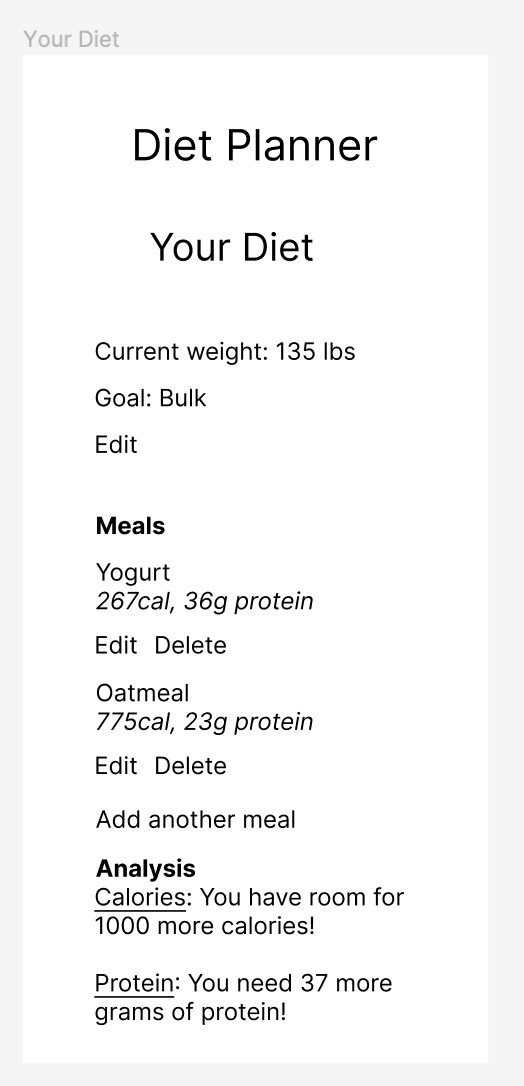 Your Diet
Diet Planner
Your Diet
Current weight: 135 lbs
Goal: Bulk
Edit
Meals
Yogurt
267cal, 36g protein
Edit Delete
Oatmeal
775cal, 23g protein
Edit Delete
Add another meal
Analysis
Calories: You have room for
1000 more calories!
Protein: You need 37 more
grams of protein!